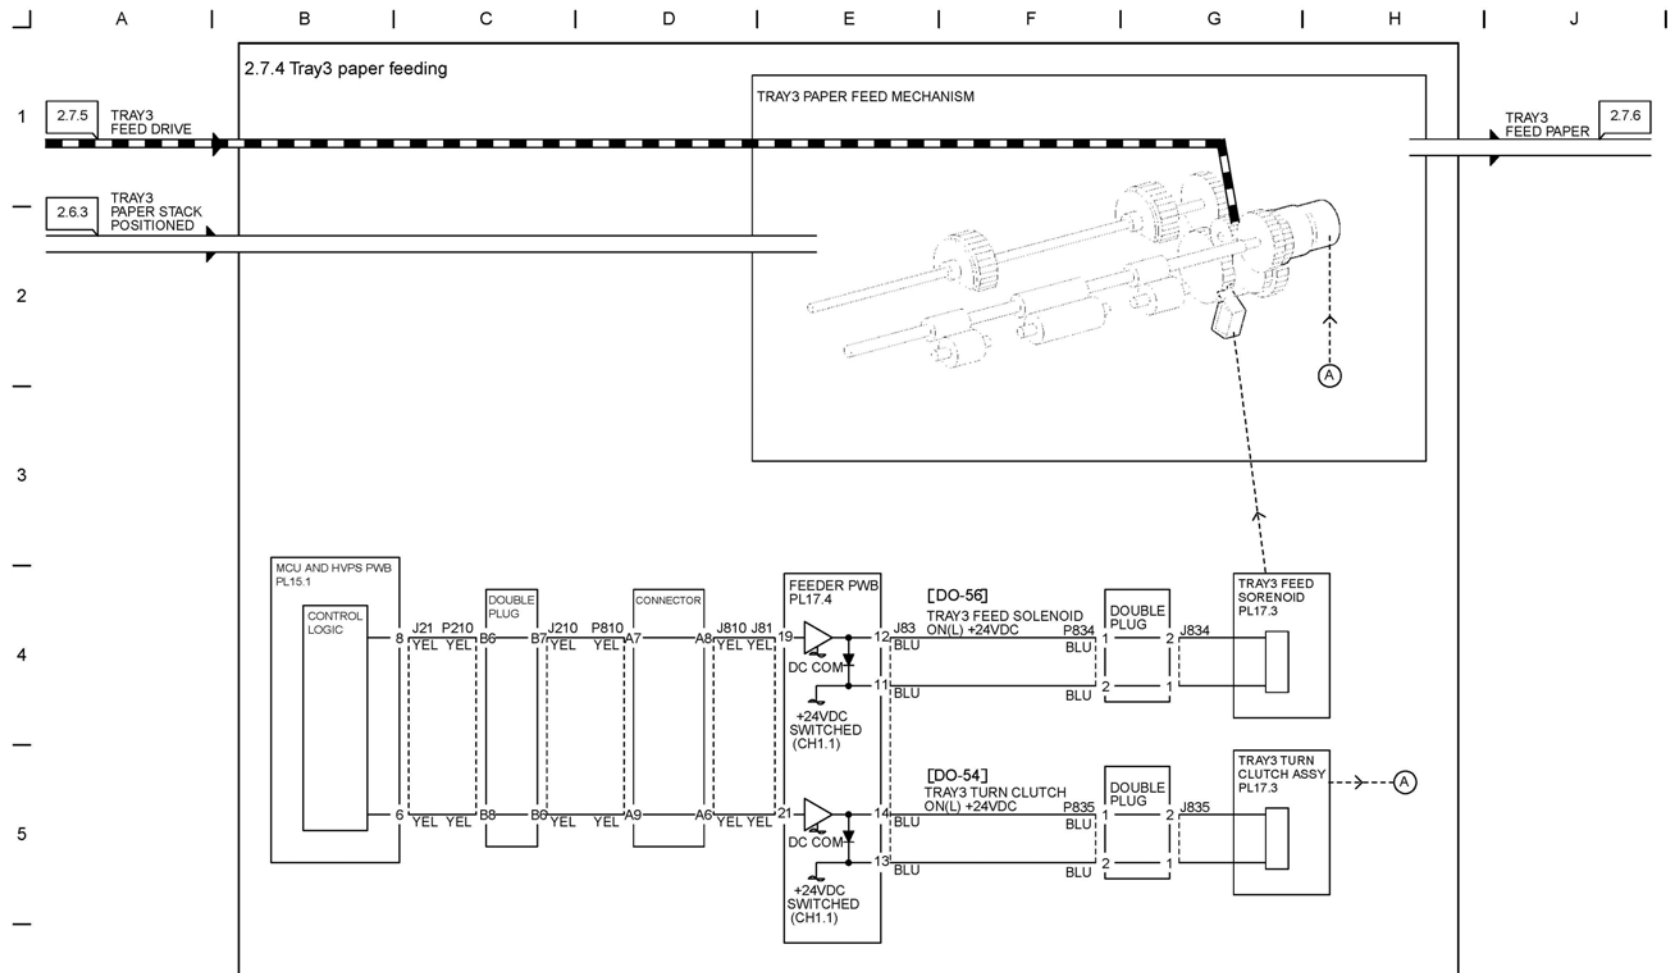 A B C D E F G H J
2.7.4 Tray3 paper feeding
TRAY3 PAPER FEED MECHANISM
1
2.7.5
TRAY3
FEED DRIVE
TRAY3
FEED PAPER
2.7.6
2.6.3
TRAY3
PAPER STACK
POSITIONED
2
A
3
MCU AND HVPS PWB
PL15.1
CONTROL
LOGIC
DOUBLE
PLUG
CONNECTOR
FEEDER PWB
PL17.4
[DO-56]
TRAY3 FEED SOLENOID
ON(L) +24VDC
DOUBLE
PLUG
TRAY3 FEED
SORENOID
PL17.3
4
8 J21 P210 B6 B7 J210 P810 A7 A8 J810 J81 19 12 J83 P834 1 2 J834
YEL YEL YEL YEL YEL YEL BLU BLU
DC COM
11 BLU BLU 2 1
+24VDC
SWITCHED
(CH1.1)
[DO-54]
TRAY3 TURN CLUTCH
ON(L) +24VDC
DOUBLE
PLUG
TRAY3 TURN
CLUTCH ASSY
PL17.3
A
5
6 B8 B6 A9 A6 21 14 P835 1 2 J835
YEL YEL YEL YEL YEL YEL BLU BLU
DC COM
13 BLU BLU 2 1
+24VDC
SWITCHED
(CH1.1)